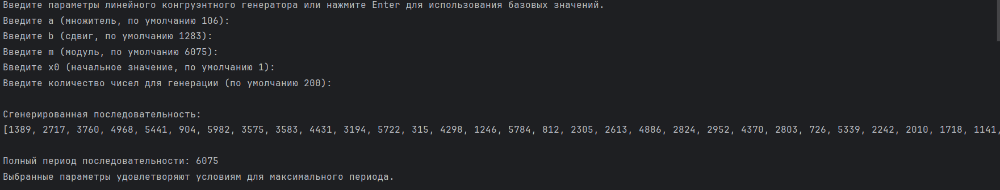 Введите параметры линейного конгруэнтного генератора или нажмите Enter для использования базовых значений.
Введите a (множитель, по умолчанию 106):
Введите b (сдвиг, по умолчанию 1283):
Введите m (модуль, по умолчанию 6075):
Введите x0 (начальное значение, по умолчанию 1):
Введите количество чисел для генерации (по умолчанию 200):
Сгенерированная последовательность:
[1389, 2717, 3760, 4968, 5441, 904, 5982, 3575, 3583, 4431, 3194, 5722, 315, 4298, 1246, 5784, 812, 2305, 2613, 4886, 2824, 2952, 4370, 2803, 726, 5339, 2242, 2010, 1718, 1141,
Полный период последовательности: 6075
Выбранные параметры удовлетворяют условиям для максимального периода.